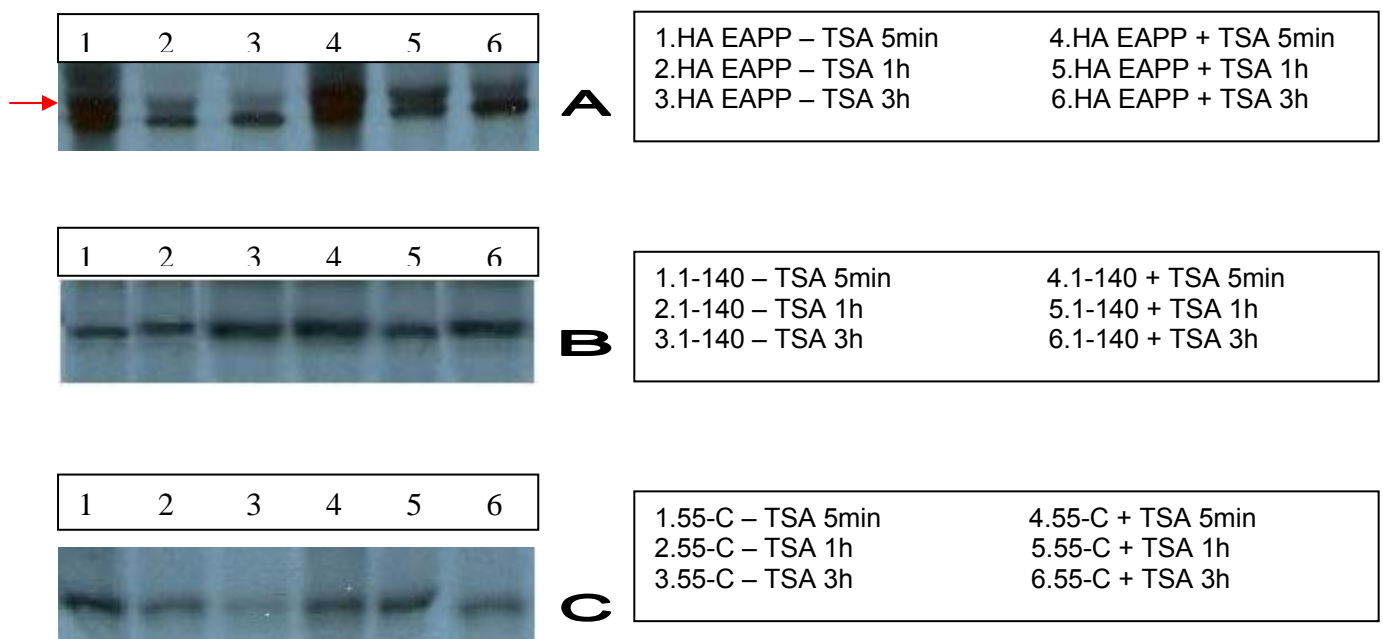 1 2 3 4 5 6
A
1.HA EAPP – TSA 5min 4.HA EAPP + TSA 5min
2.HA EAPP – TSA 1h 5.HA EAPP + TSA 1h
3.HA EAPP – TSA 3h 6.HA EAPP + TSA 3h
1 2 3 4 5 6
B
1.1-140 – TSA 5min 4.1-140 + TSA 5min
2.1-140 – TSA 1h 5.1-140 + TSA 1h
3.1-140 – TSA 3h 6.1-140 + TSA 3h
1 2 3 4 5 6
C
1.55-C – TSA 5min 4.55-C + TSA 5min
2.55-C – TSA 1h 5.55-C + TSA 1h
3.55-C – TSA 3h 6.55-C + TSA 3h